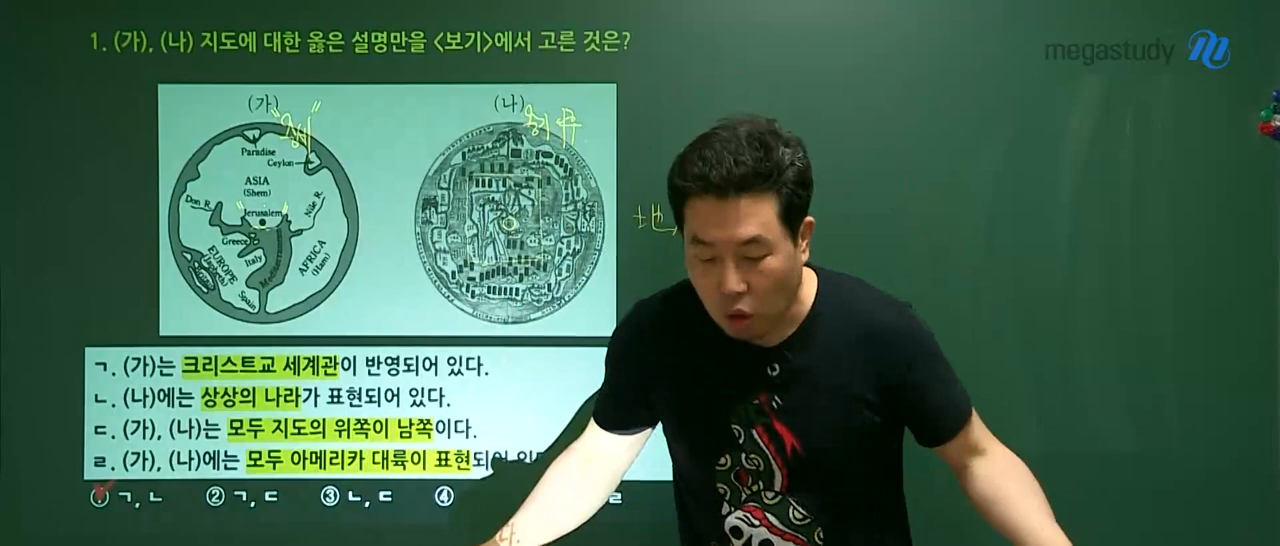 1. (가), (나) 지도에 대한 옳은 설명만을 <보기>에서 고른 것은?
megastudy
(가)
(나)
Paradise
Ceylon
ASIA
(Shem)
Don R.
Jerusalem
Nile R.
Greece
Italy
EUROPE
(Japheth)
Spain
AFRICA
(Ham)
地
ㄱ. (가)는 크리스트교 세계관이 반영되어 있다.
ㄴ. (나)에는 상상의 나라가 표현되어 있다.
ㄷ. (가), (나)는 모두 지도의 위쪽이 남쪽이다.
ㄹ. (가), (나)에는 모두 아메리카 대륙이 표현되어
① ㄱ, ㄴ ② ㄱ, ㄷ ③ ㄴ, ㄷ ④ ㄹ
다.